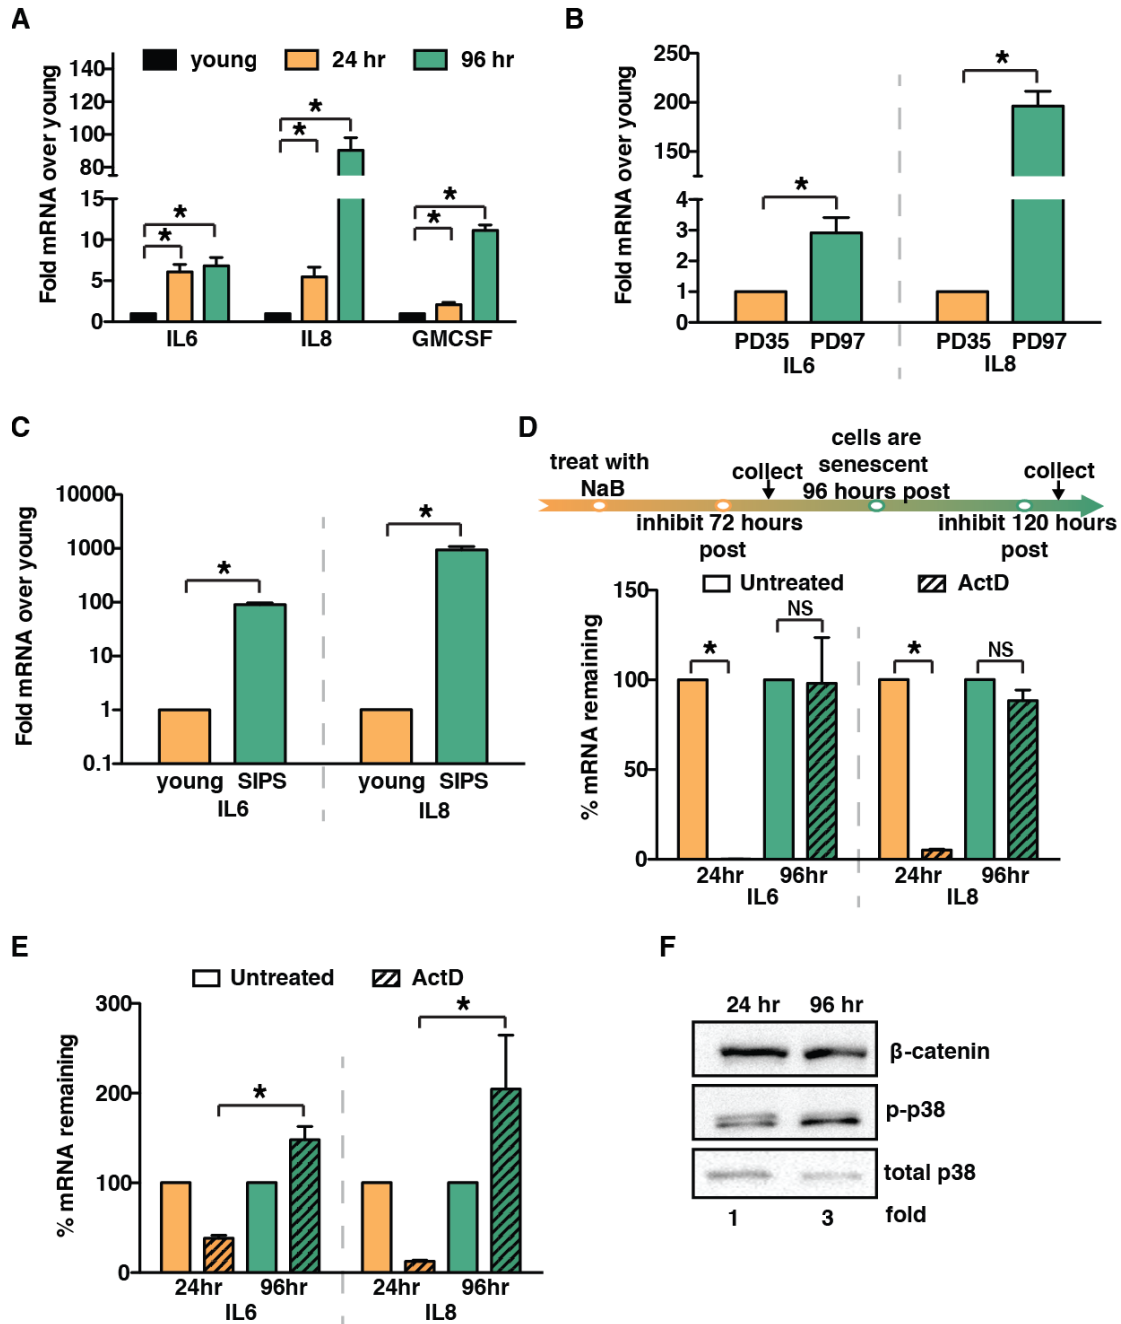 A
young 24 hr 96 hr
Fold mRNA over young
140
120
100
80
15
10
5
0
* * * * * *
IL6 IL8 GMCSF
B
Fold mRNA over young
250
200
150
4
3
2
1
0
* *
PD35 PD97 PD35 PD97
IL6 IL8
C
Fold mRNA over young
10000
1000
100
10
1
0.1
* *
young SIPS young SIPS
IL6 IL8
D
treat with
NaB
collect
cells are
senescent
96 hours post
collect
inhibit 72 hours
post
inhibit 120 hours
post
Untreated ActD
% mRNA remaining
150
100
50
0
* NS * NS
24hr 96hr 24hr 96hr
IL6 IL8
E
Untreated ActD
% mRNA remaining
300
200
100
0
* *
24hr 96hr 24hr 96hr
IL6 IL8
F
24 hr 96 hr
β-catenin
p-p38
total p38
1 3 fold